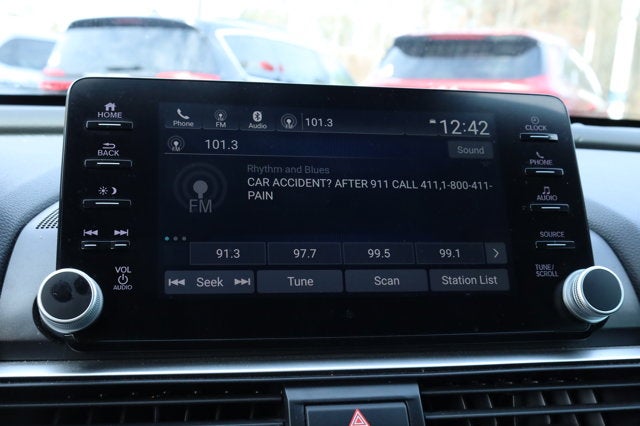 HOME
BACK
VOL
AUDIO
Phone
FM
Audio
101.3
12:42
101.3
Sound
Rhythm and Blues
CAR ACCIDENT? AFTER 911 CALL 411,1-800-411-
PAIN
FM
91.3 97.7 99.5 99.1
Seek Tune Scan Station List
CLOCK
PHONE
AUDIO
SOURCE
TUNE/
SCROLL